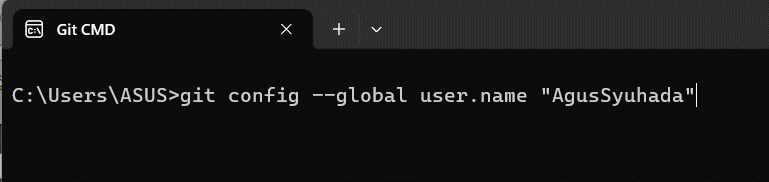 Git CMD
C:\Users\ASUS>git config --global user.name "AgusSyuhada"